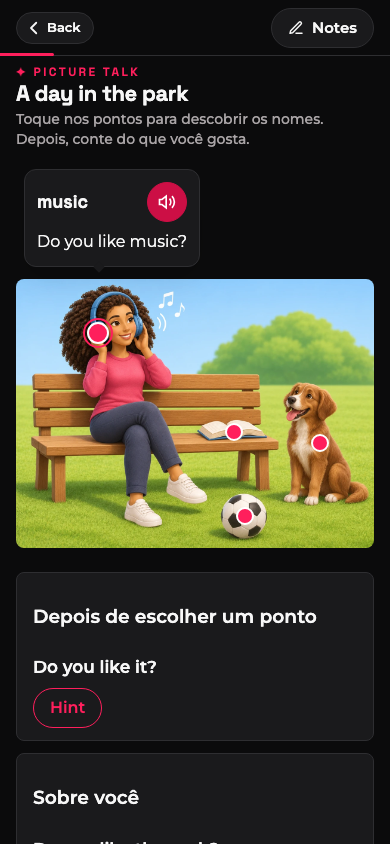 Back
Notes
PICTURE TALK
A day in the park
Toque nos pontos para descobrir os nomes.
Depois, conte do que você gosta.
music
Do you like music?
Depois de escolher um ponto
Do you like it?
Hint
Sobre você